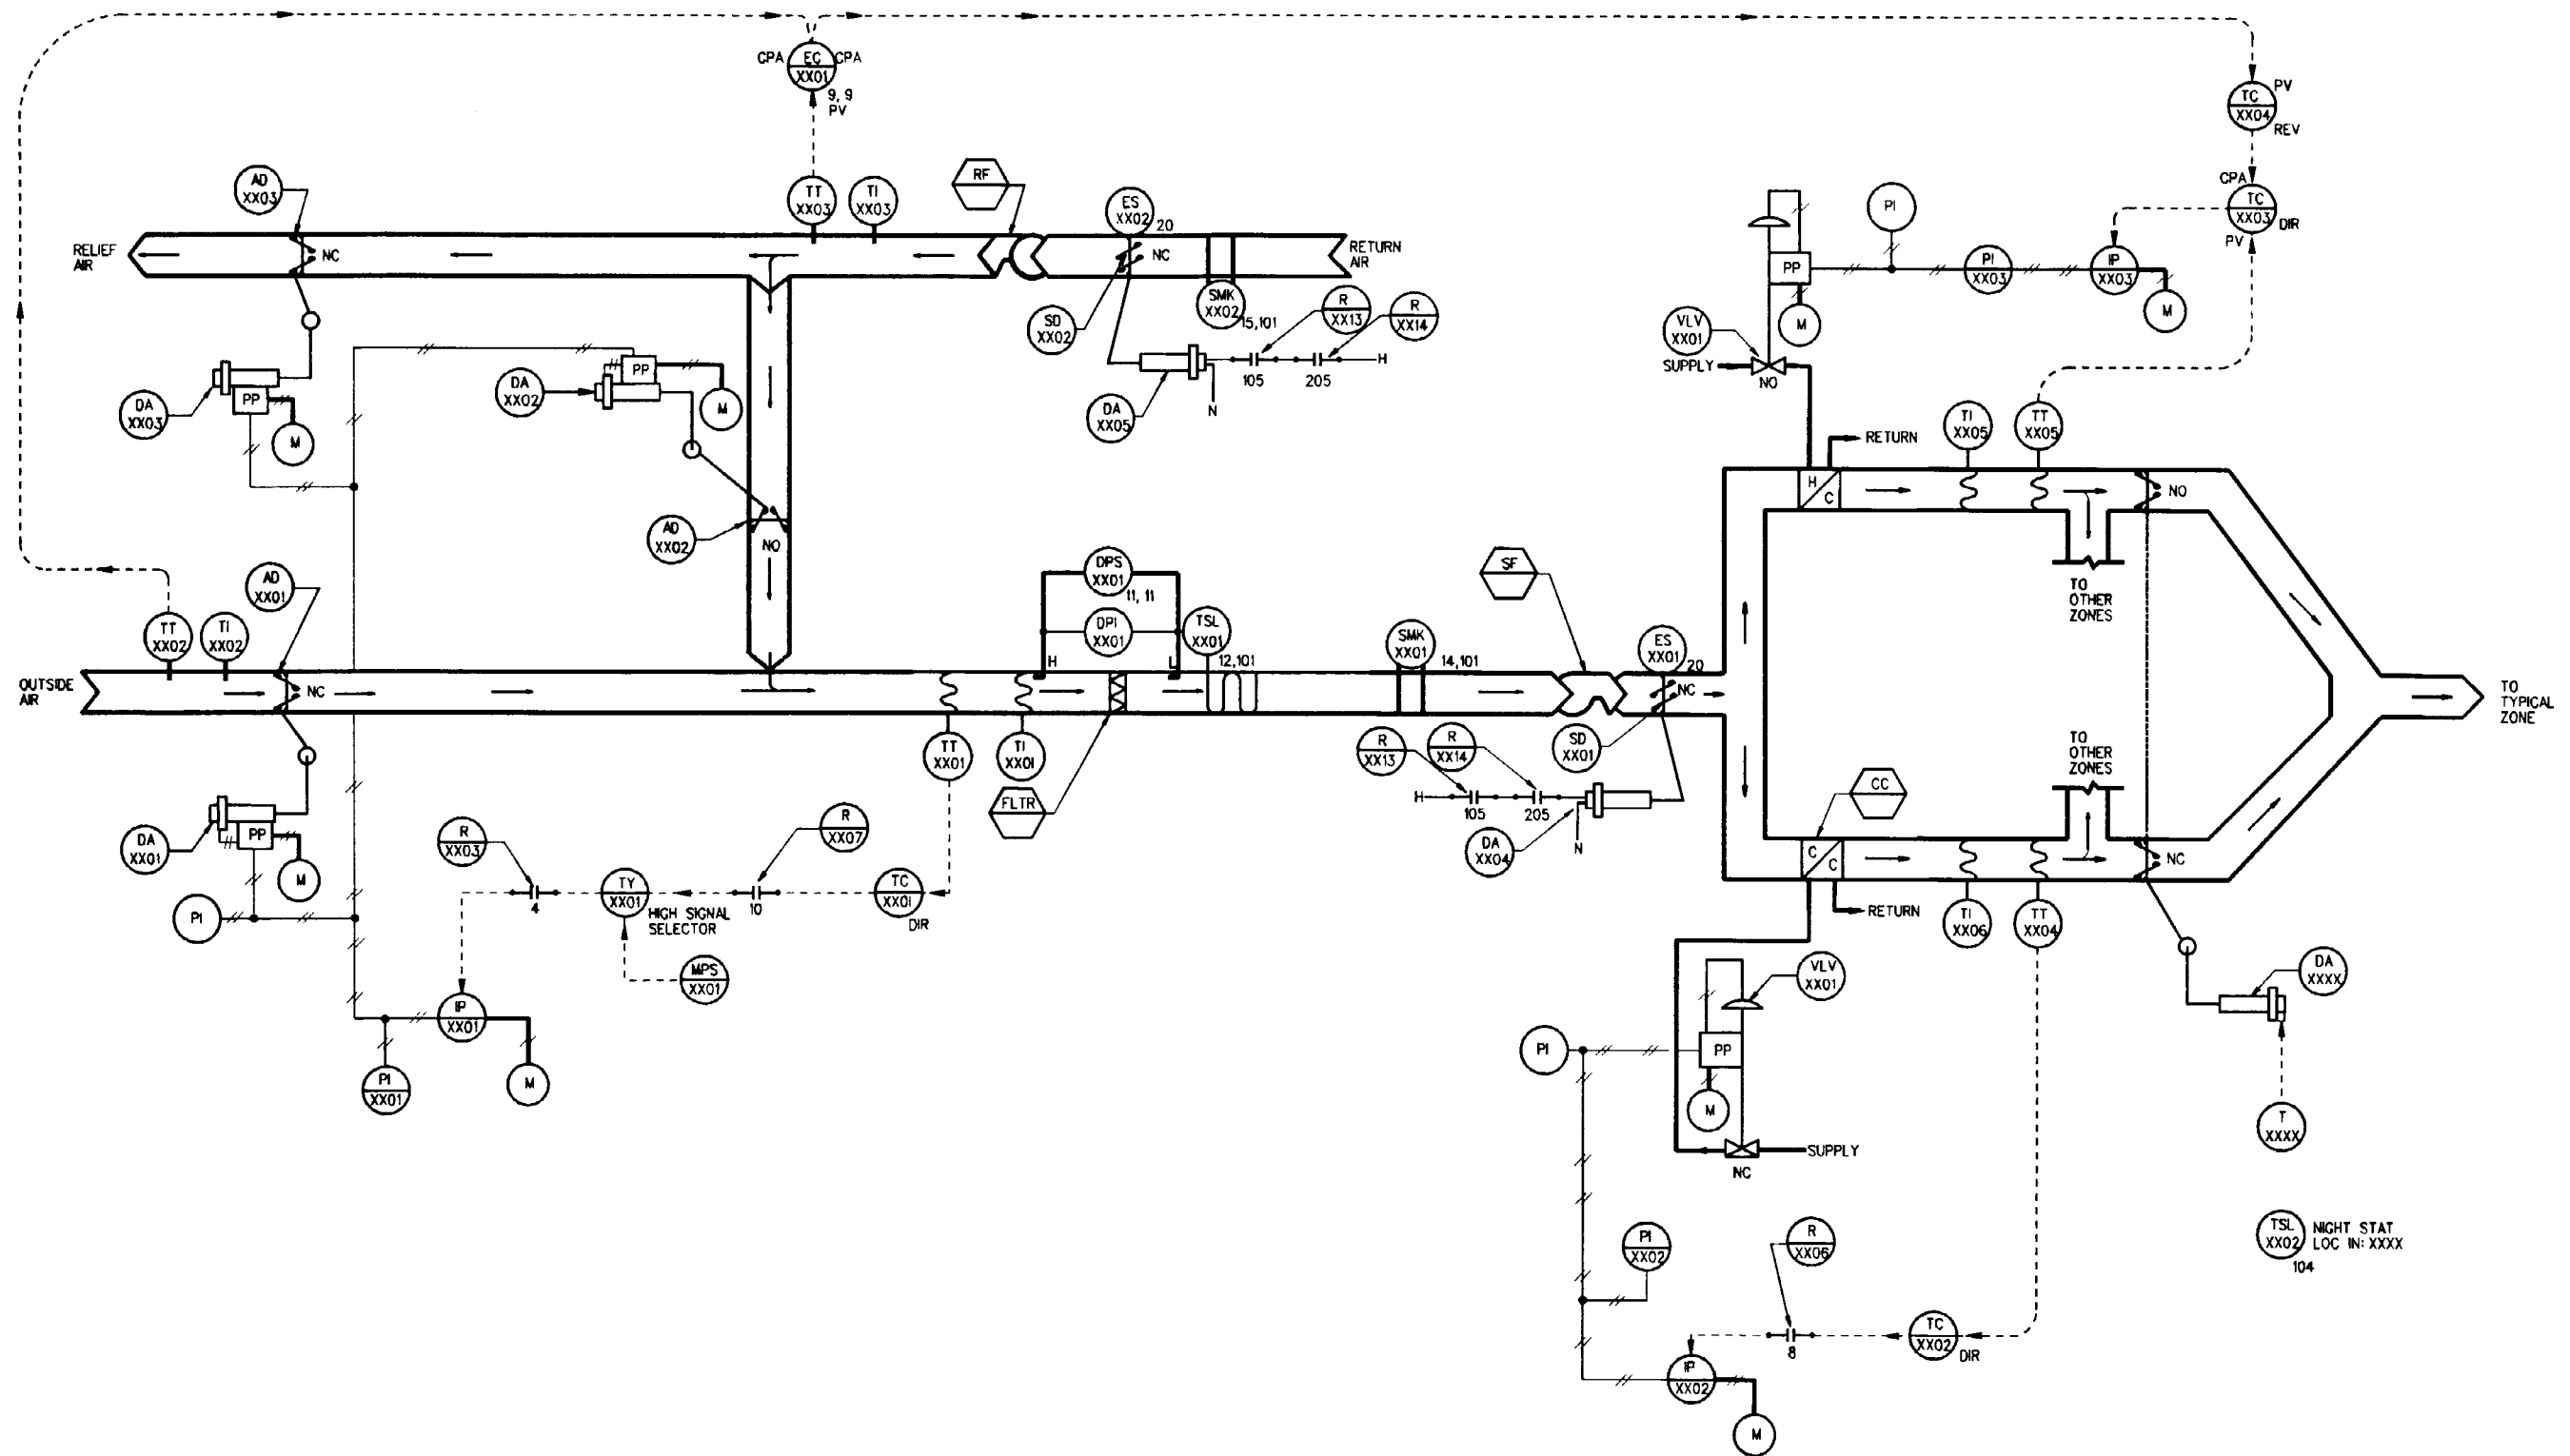 CPA
EC
XX01
CPA
9, 9
PV
TC
XX04
PV
REV
AD
XX03
TT
XX03
TI
XX03
RF
ES
XX02
20
CPA
TC
XX03
DIR
PV
RELIEF
AIR
NC
NC
RETURN
AIR
SMK
XX02
15,101
SD
XX02
R
XX13
R
XX14
H
105
205
N
DA
XX05
PI
PP
PI
XX03
IP
XX03
M
M
VLV
XX01
SUPPLY
NO
DA
XX03
PP
M
DA
XX02
PP
M
RETURN
TI
XX05
TT
XX05
H
C
NO
AD
XX02
NO
TO
OTHER
ZONES
DPS
XX01
11, 11
DPI
XX01
H
L
TSL
XX01
12,101
SMK
XX01
14,101
SF
ES
XX01
20
NC
AD
XX01
TT
XX02
TI
XX02
OUTSIDE
AIR
NC
TO
TYPICAL
ZONE
TT
XX01
TI
XX01
FLTR
R
XX13
R
XX14
SD
XX01
H
105
205
N
DA
XX04
TO
OTHER
ZONES
CC
C
C
NC
DA
XX01
PP
M
PI
R
XX03
4
TY
XX01
HIGH SIGNAL
SELECTOR
R
XX07
10
TC
XX01
DIR
MPS
XX01
IP
XX01
M
PI
XX01
RETURN
TI
XX06
TT
XX04
VLV
XX01
PI
PP
M
NC
SUPPLY
DA
XXXX
T
XXXX
TSL
XX02
NIGHT STAT
LOC IN: XXXX
104
PI
XX02
R
XX06
8
TC
XX02
DIR
IP
XX02
M